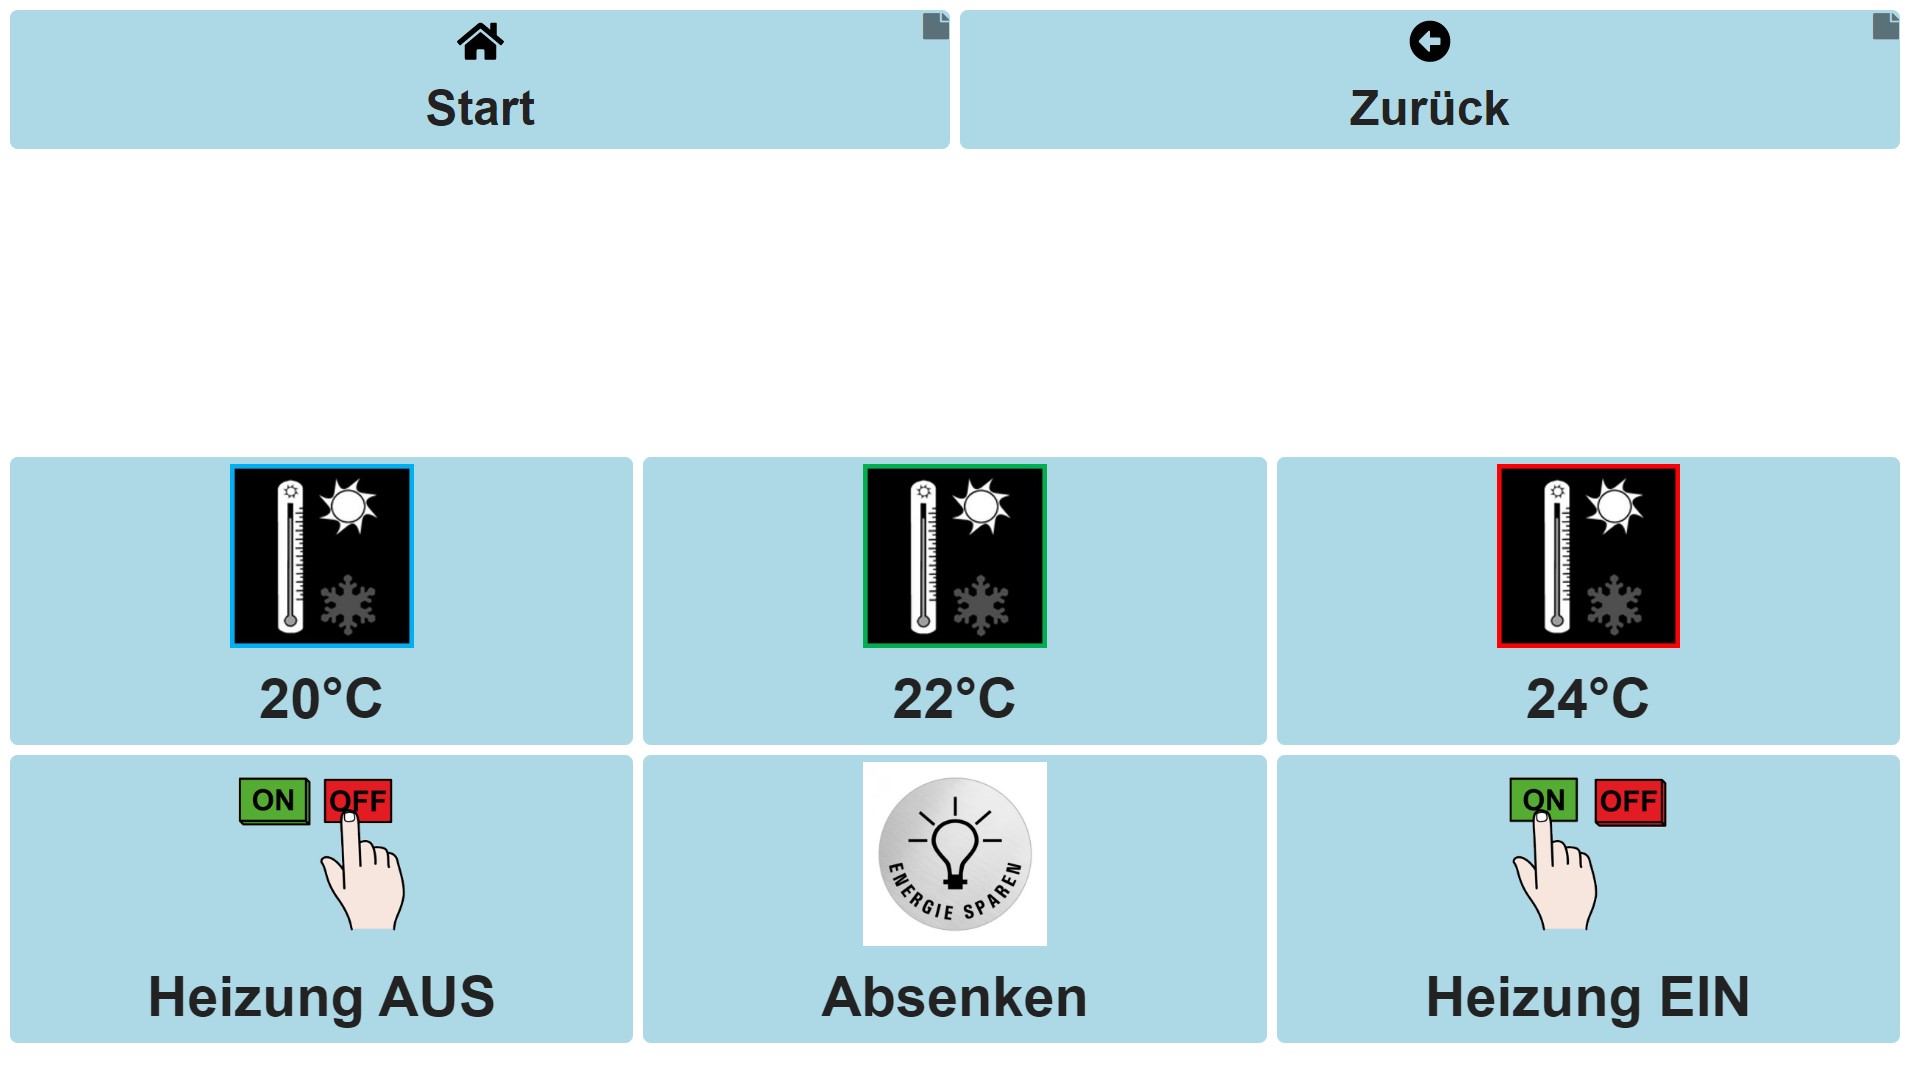 Start
Zurück
20°C
22°C
24°C
ON OFF
Heizung AUS
ENERGIE SPAREN
Absenken
ON OFF
Heizung EIN